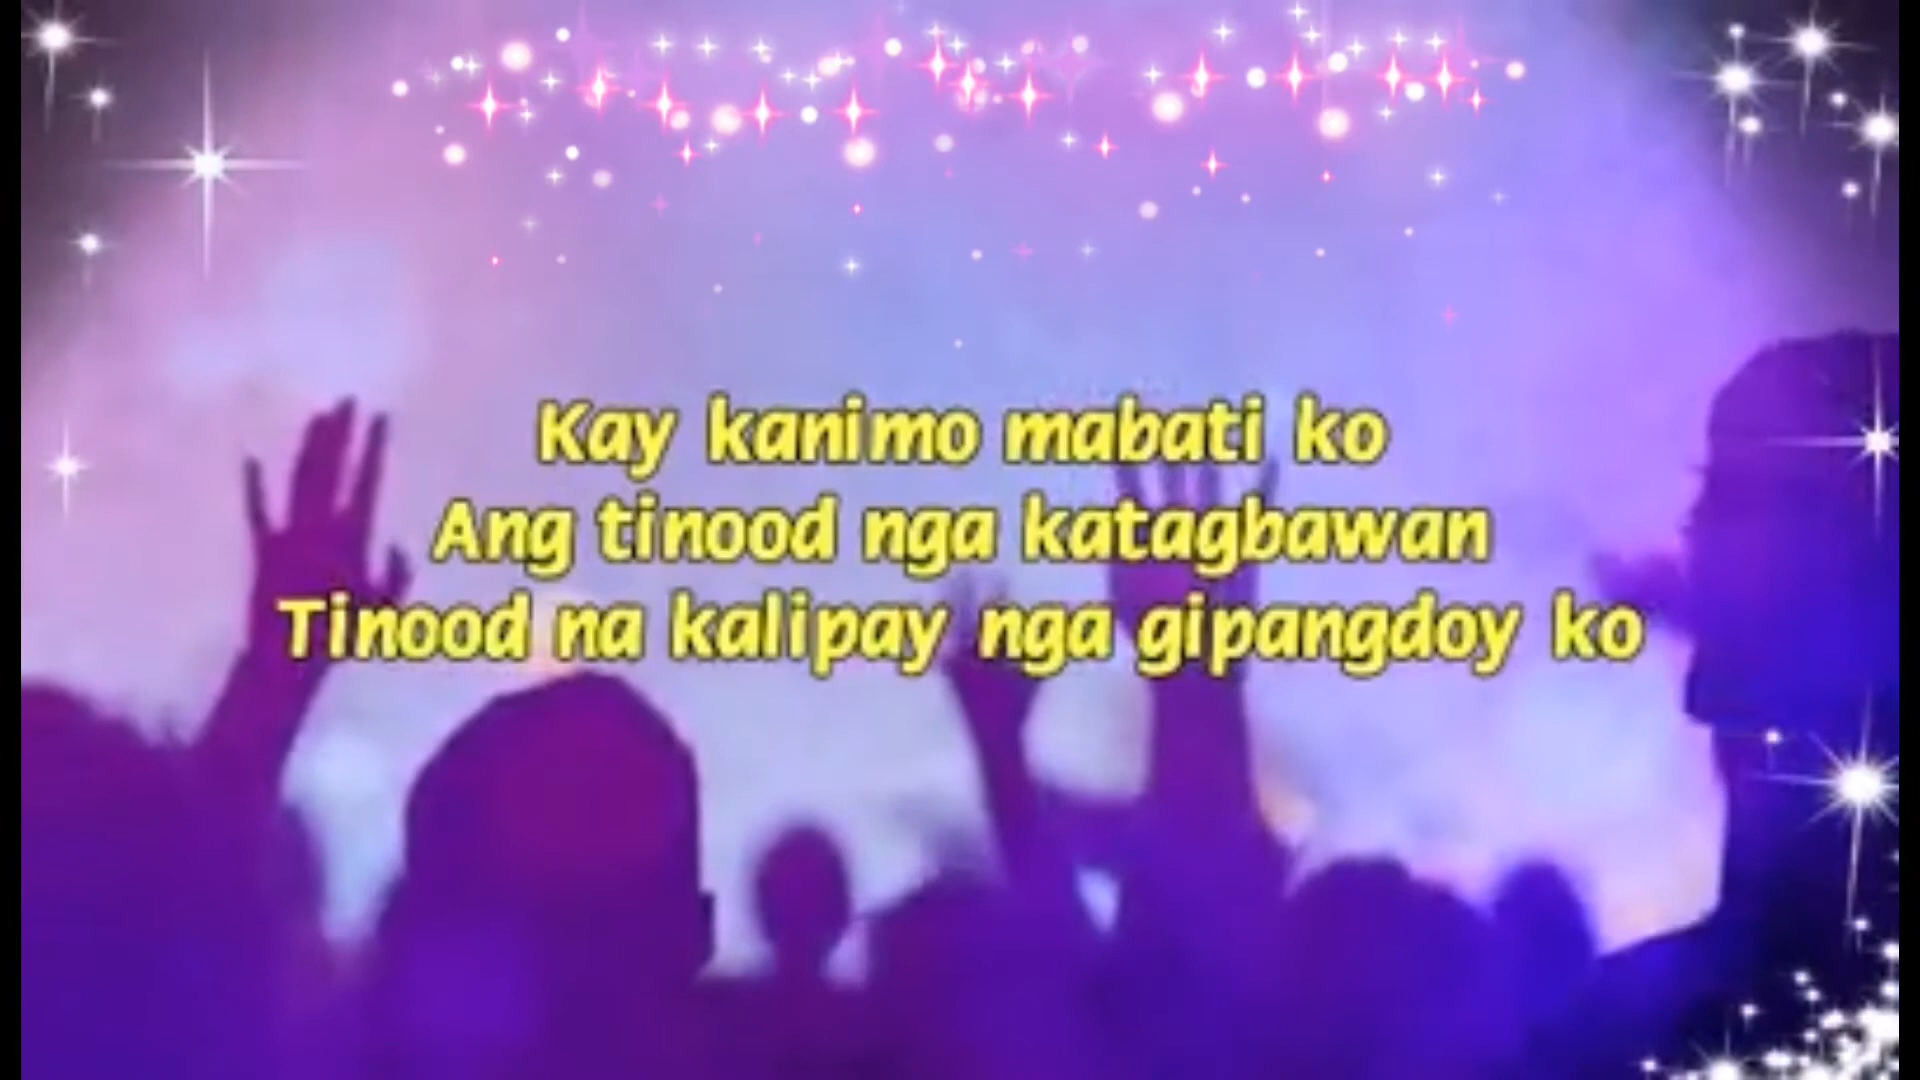 Kay kanimo mabati ko
Ang tinood nga katagbawan
Tinood na kalipay nga gipangdoy ko